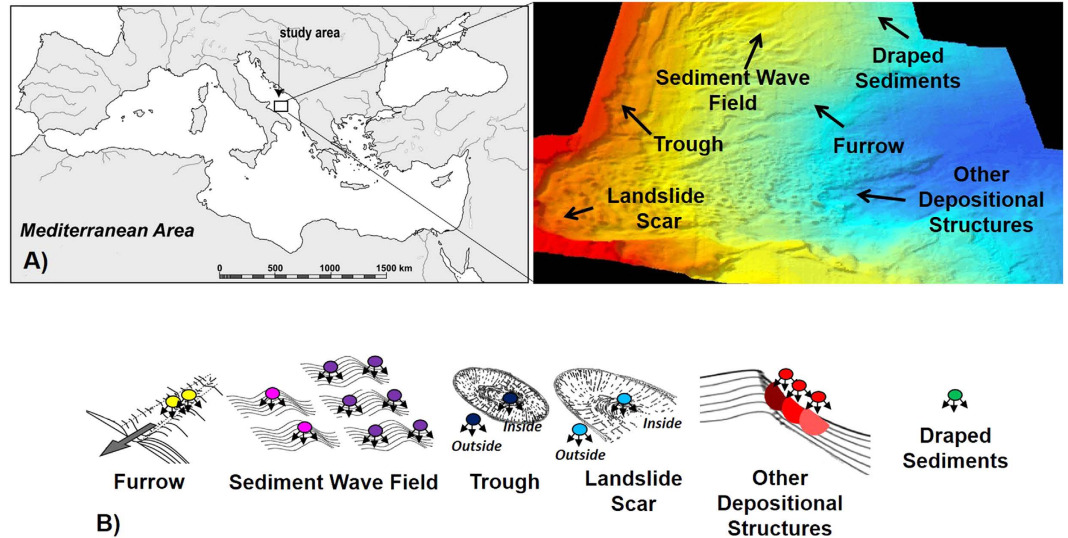 study area
Mediterranean Area
A)
0 500 1000 1500 km
Draped
Sediments
Sediment Wave
Field
Trough
Furrow
Landslide
Scar
Other
Depositional
Structures
Outside
Inside
Outside
Inside
Furrow
Sediment Wave Field
Trough
Landslide
Scar
Other
Depositional
Structures
Draped
Sediments
B)